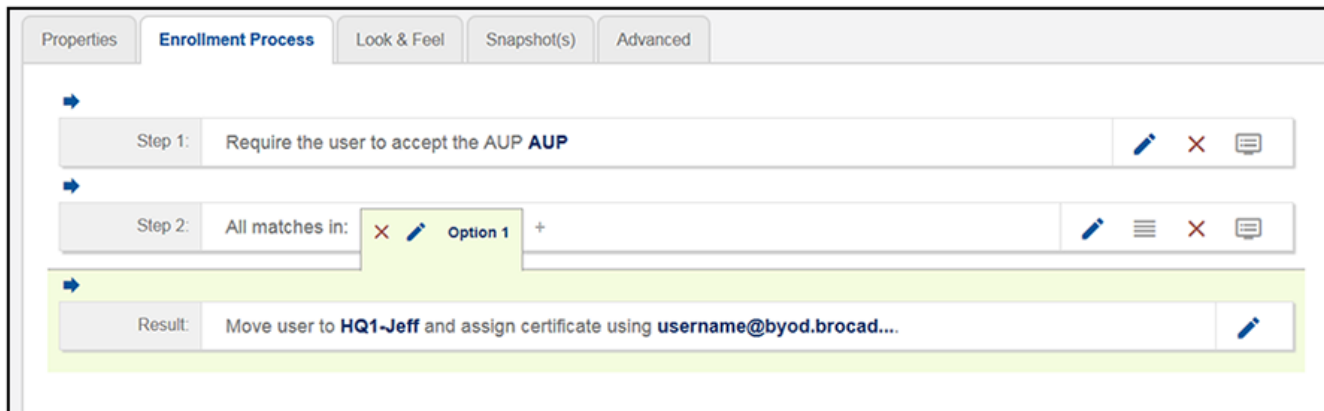 Properties Enrollment Process Look & Feel Snapshot(s) Advanced
Step 1: Require the user to accept the AUP AUP
Step 2: All matches in: Option 1 +
Result: Move user to HQ1-Jeff and assign certificate using username@byod.brocad....